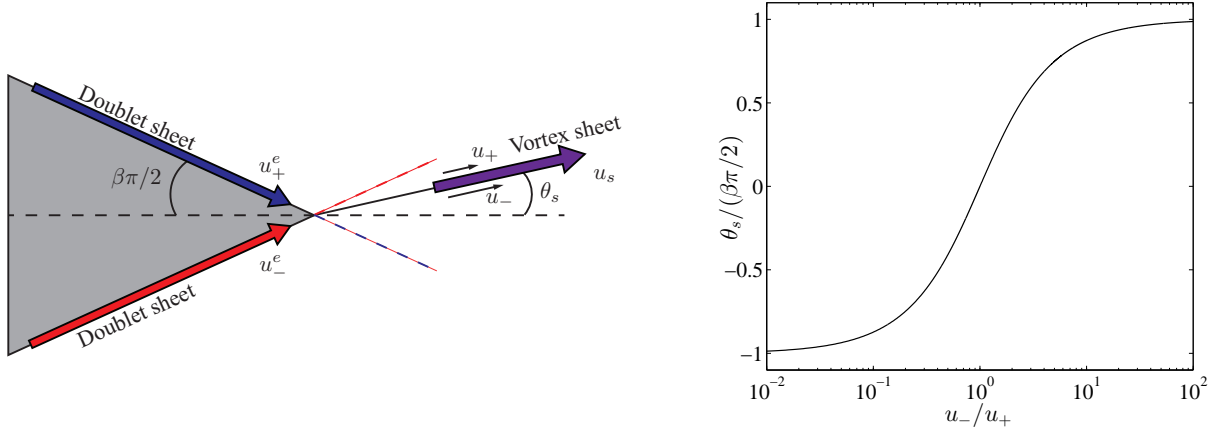 Doublet sheet
u_+^e
βπ/2
u_+
Vortex sheet
u_-
θ_s
u_s
u_-^e
Doublet sheet
θ_s/(βπ/2)
1
0.5
0
−0.5
−1
10^{-2}
10^{-1}
10^0
10^1
10^2
u_-/u_+